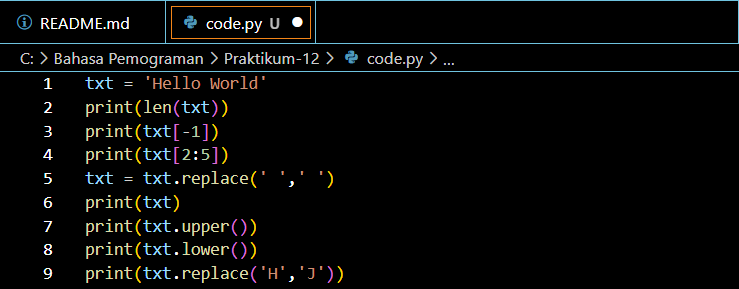 README.md code.py U
C: > Bahasa Pemograman > Praktikum-12 > code.py > ...
1 txt = 'Hello World'
2 print(len(txt))
3 print(txt[-1])
4 print(txt[2:5])
5 txt = txt.replace(' ',' ')
6 print(txt)
7 print(txt.upper())
8 print(txt.lower())
9 print(txt.replace('H','J'))